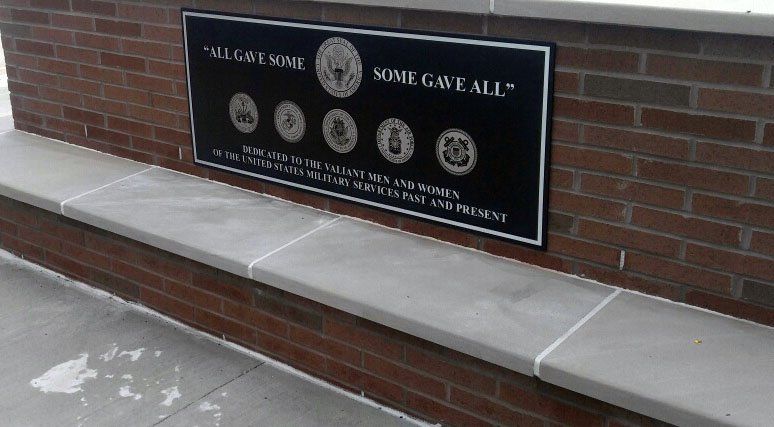 “ALL GAVE SOME
SOME GAVE ALL”
DEDICATED TO THE VALIANT MEN AND WOMEN
OF THE UNITED STATES MILITARY SERVICES PAST AND PRESENT